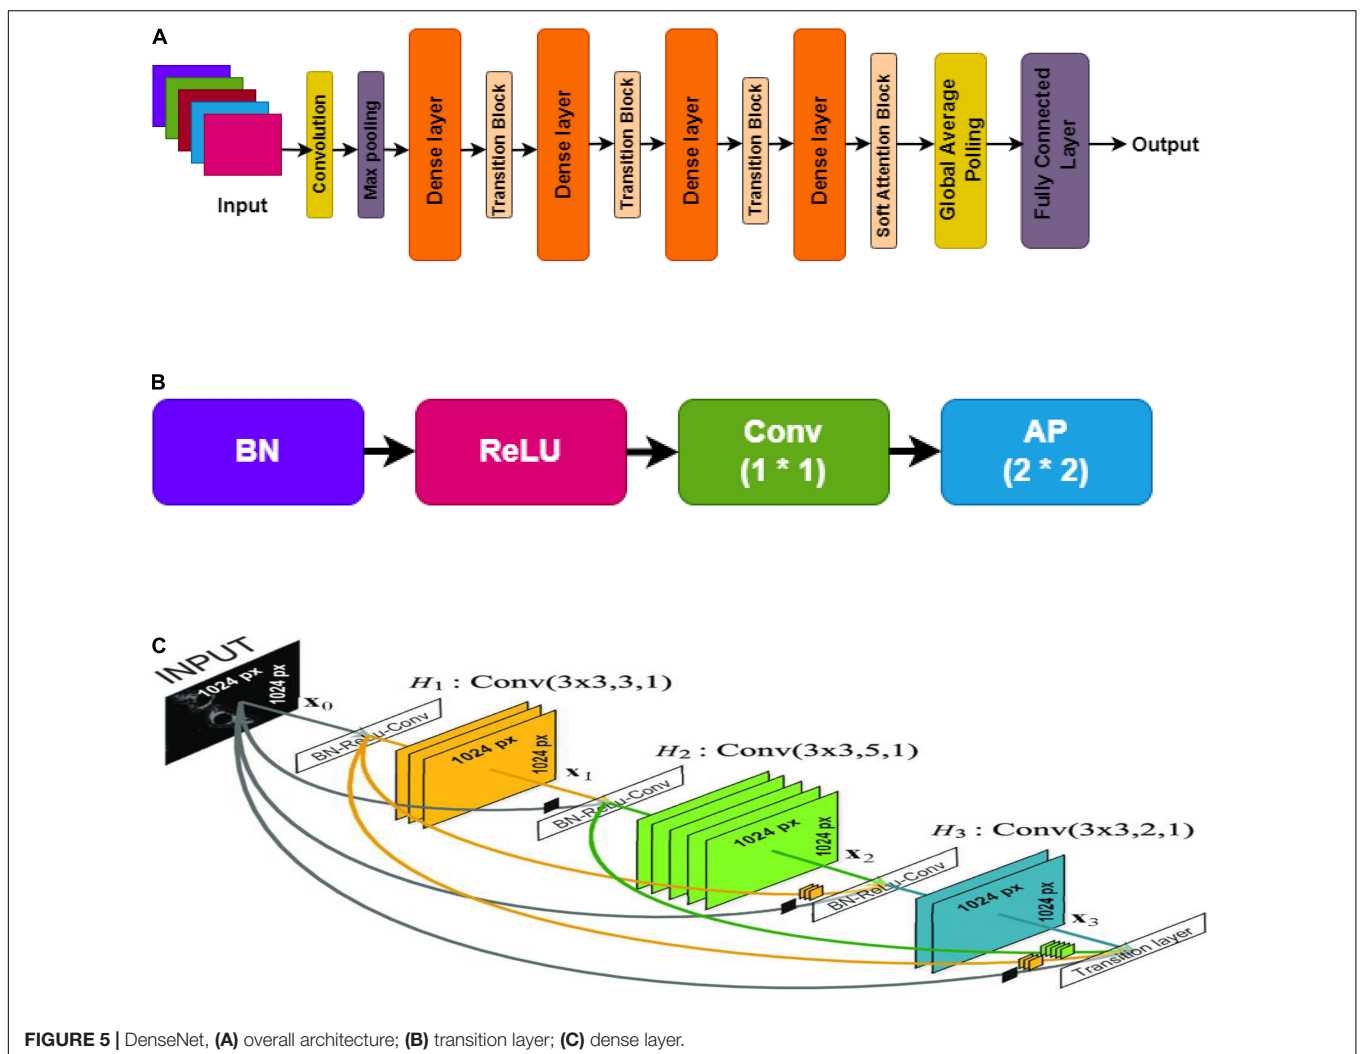 A
Input
Convolution
Max pooling
Dense layer
Transition Block
Dense layer
Transition Block
Dense layer
Transition Block
Dense layer
Soft Attention Block
Global Average
Polling
Fully Connected
Layer
Output
B
BN
ReLU
Conv
(1 * 1)
AP
(2 * 2)
C
INPUT
1024 px
1024 px
x0
BN-ReLu-Conv
H1 : Conv(3x3,3,1)
1024 px
1024 px
x1
BN-ReLu-Conv
H2 : Conv(3x3,5,1)
1024 px
1024 px
x2
BN-ReLu-Conv
H3 : Conv(3x3,2,1)
1024 px
1024 px
x3
Transition layer
FIGURE 5 | DenseNet, (A) overall architecture; (B) transition layer; (C) dense layer.